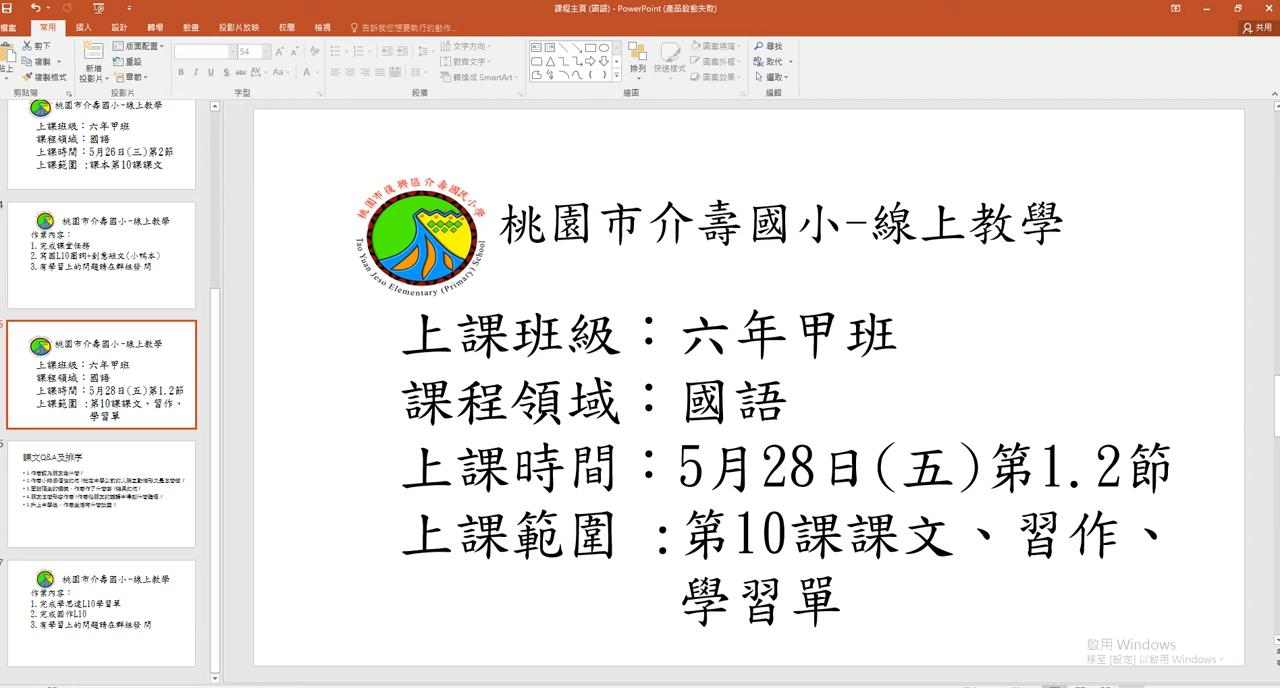 課程主頁 (國語) - PowerPoint (產品啟動失敗)
檔案 常用 插入 設計 轉場 動畫 投影片放映 校閱 檢視 告訴我您想要執行的動作... 共用
剪下
複製
複製格式
剪貼簿
新增
投影片
版面配置
重設
章節
投影片
54
B I U S abc AV Aa A
字型
文字方向
對齊文字
轉換成 SmartArt
段落
排列
快速樣式
圖案填滿
圖案外框
圖案效果
繪圖
尋找
取代
選取
編輯
桃園市介壽國小-線上教學
上課班級：六年甲班
課程領域：國語
上課時間：5月26日(三)第2節
上課範圍 :課本第10課課文
4
桃園市介壽國小-線上教學
作業內容：
1.完成課堂任務
3.有學習上的問題請在群組發 問
桃園市介壽國小-線上教學
上課班級：六年甲班
課程領域：國語
上課時間：5月28日(五)第1.2節
上課範圍 :第10課課文、習作、
學習單
課文Q&A及排序
7
桃園市介壽國小-線上教學
作業內容：
1.完成學思達L10學習單
2.完成國作L10
3.有學習上的問題請在群組發 問
桃園市復興區介壽國民小學
Tao Yuan Jeso Elementary (Primary) School
桃園市介壽國小-線上教學
上課班級：六年甲班
課程領域：國語
上課時間：5月28日(五)第1.2節
上課範圍 :第10課課文、習作、
學習單
啟用 Windows
移至 [設定] 以啟用 Windows。